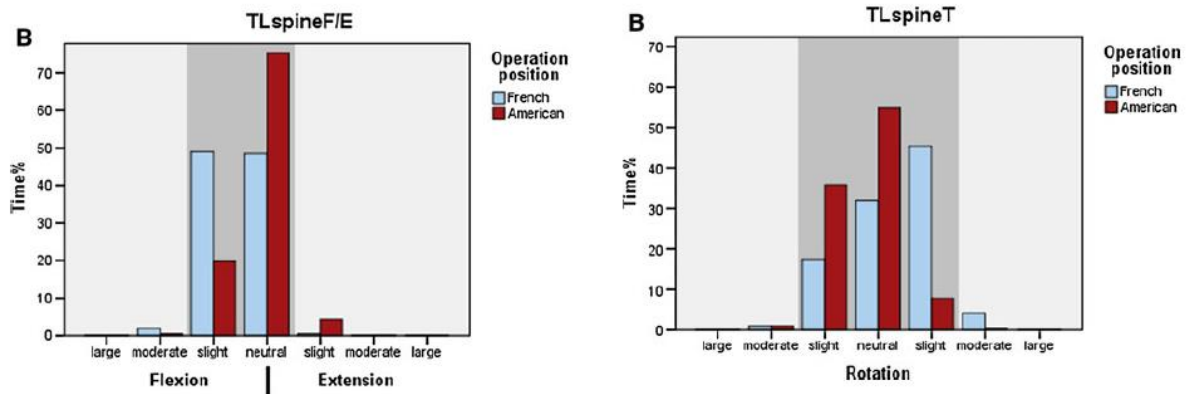 B
TLspineF/E
Time%
70
60
50
40
30
20
10
0
large moderate slight neutral slight moderate large
Flexion Extension
Operation
position
French
American
B
TLspineT
Time%
70
60
50
40
30
20
10
0
large moderate slight neutral slight moderate large
Rotation
Operation
position
French
American